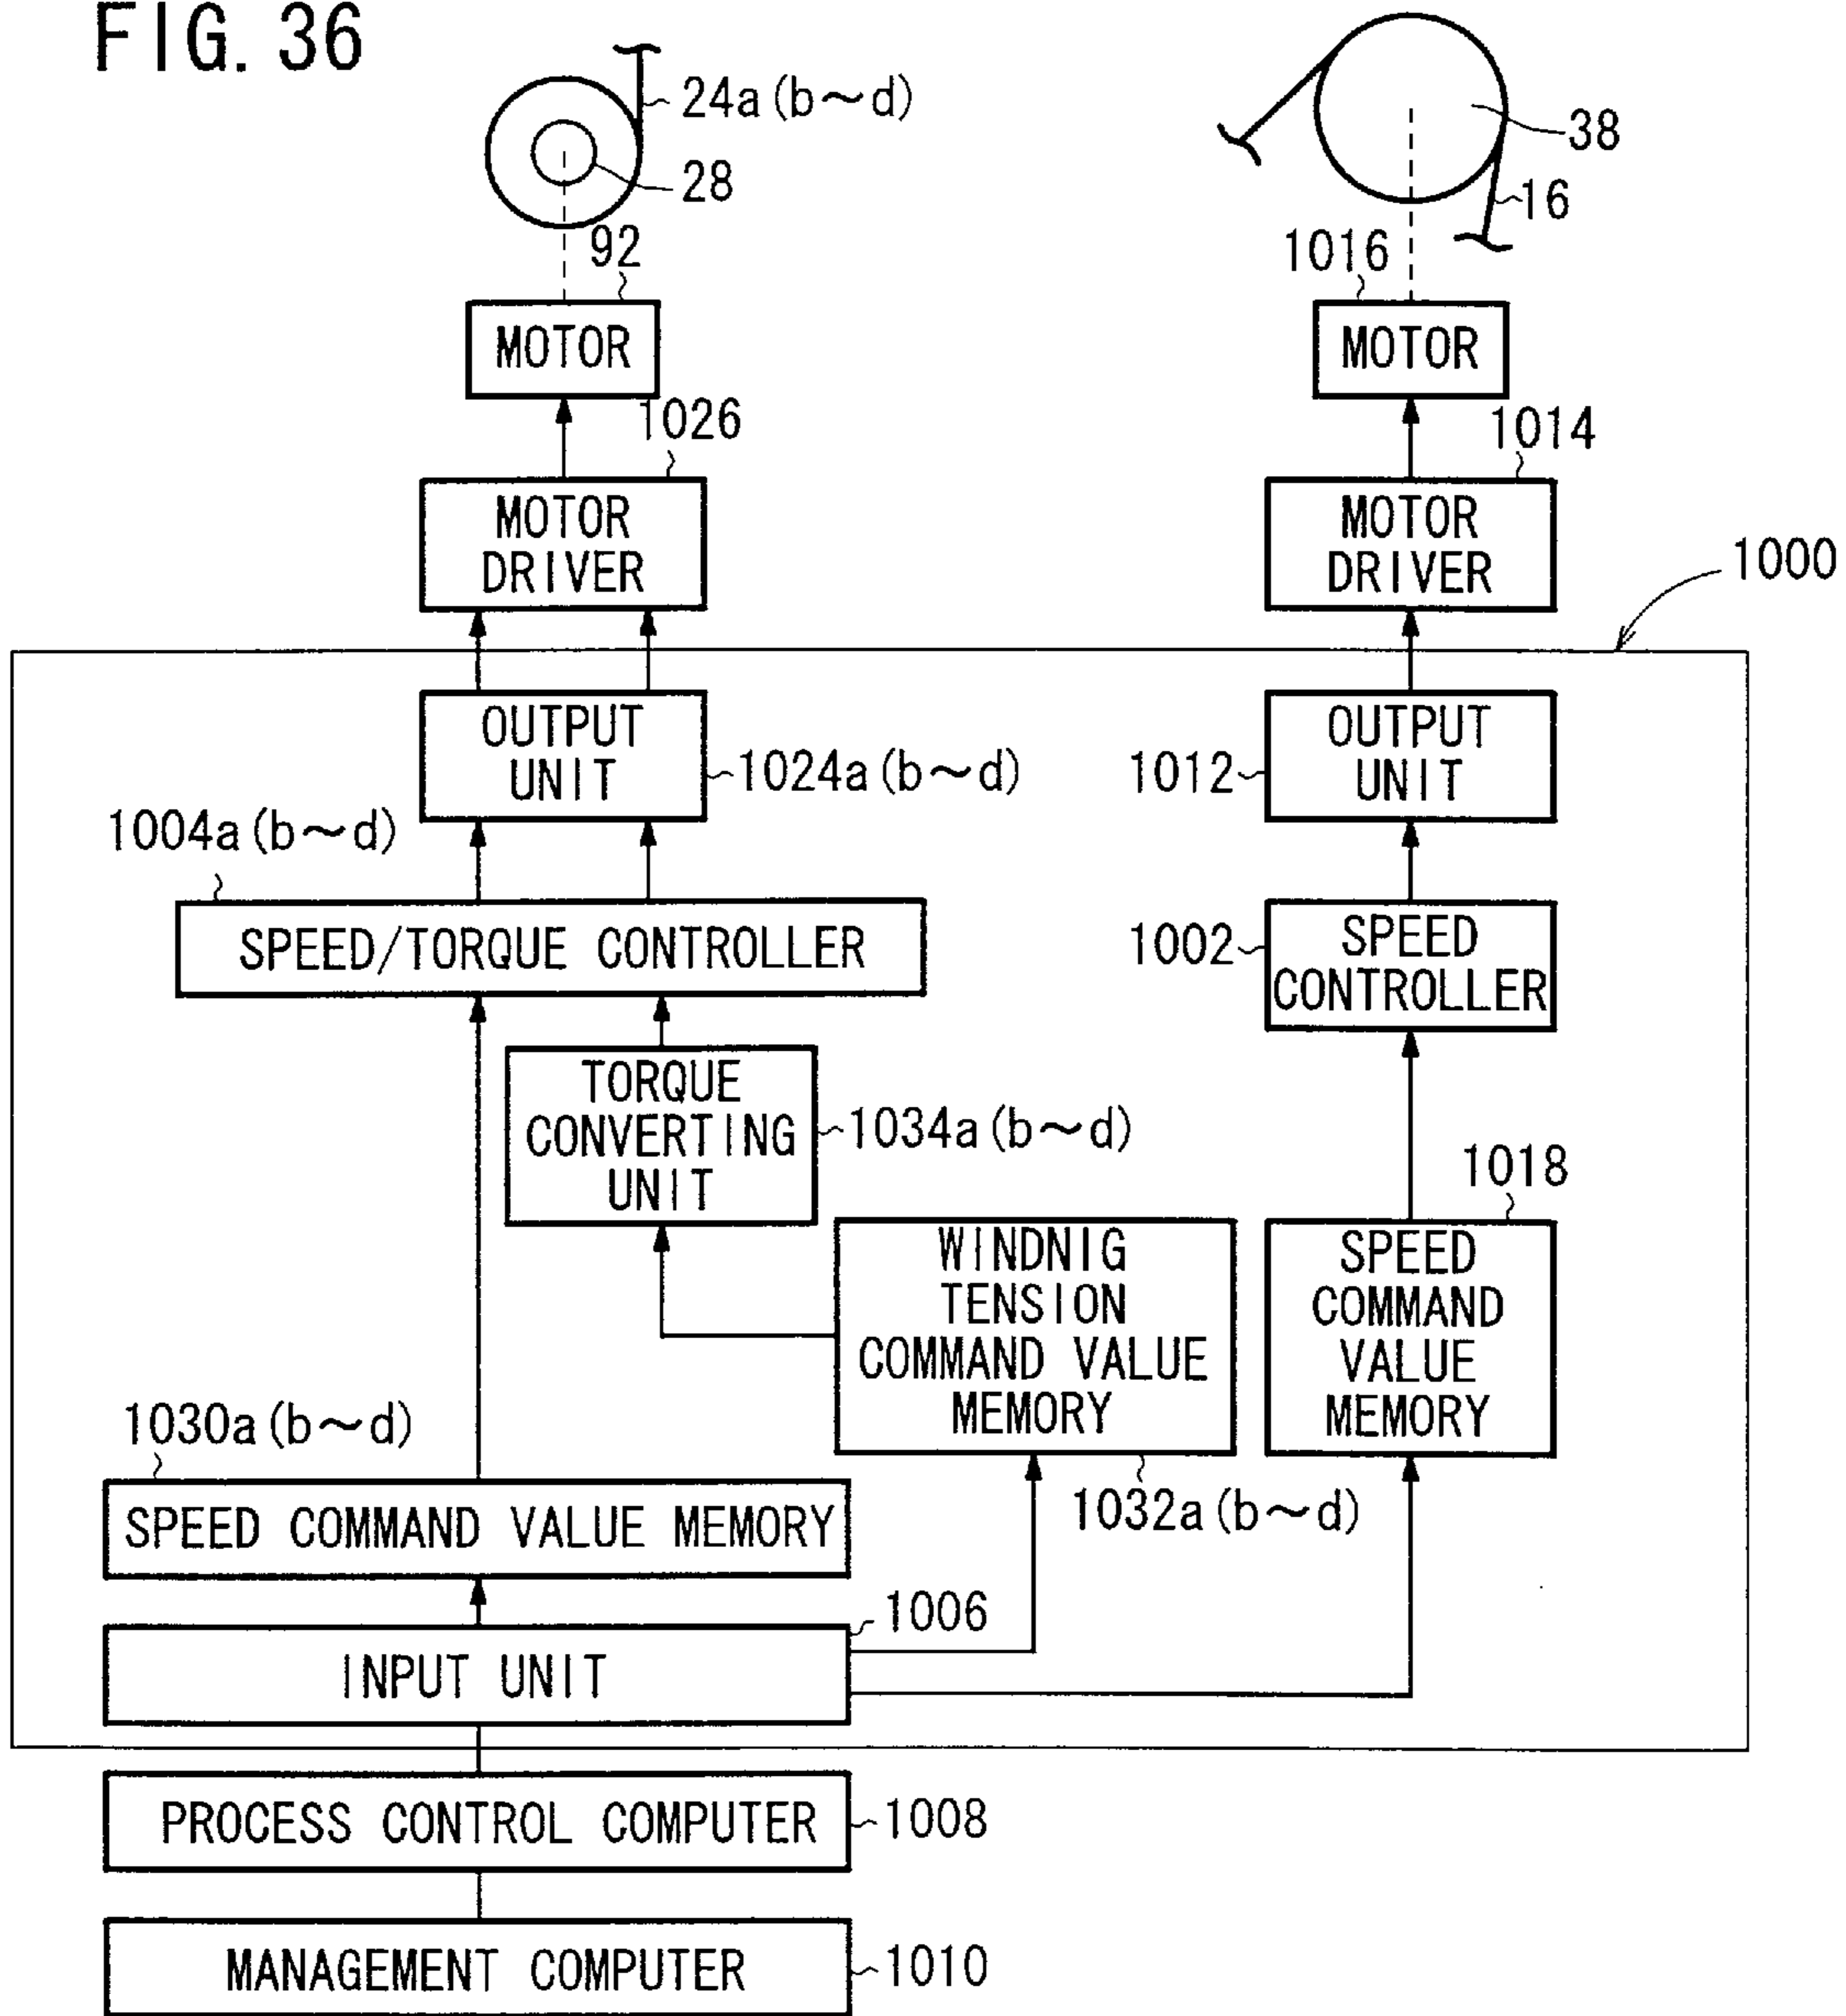 FIG. 36
24a (b~d)
28
38
16
92
1016
MOTOR
MOTOR
1026
1014
MOTOR
DRIVER
MOTOR
DRIVER
1000
OUTPUT
UNIT
1024a (b~d)
1012
OUTPUT
UNIT
1004a (b~d)
SPEED/TORQUE CONTROLLER
1002
SPEED
CONTROLLER
TORQUE
CONVERTING
UNIT
1034a (b~d)
1018
WINDNIG
TENSION
COMMAND VALUE
MEMORY
SPEED
COMMAND
VALUE
MEMORY
1030a (b~d)
1032a (b~d)
SPEED COMMAND VALUE MEMORY
1006
INPUT UNIT
PROCESS CONTROL COMPUTER
1008
MANAGEMENT COMPUTER
1010